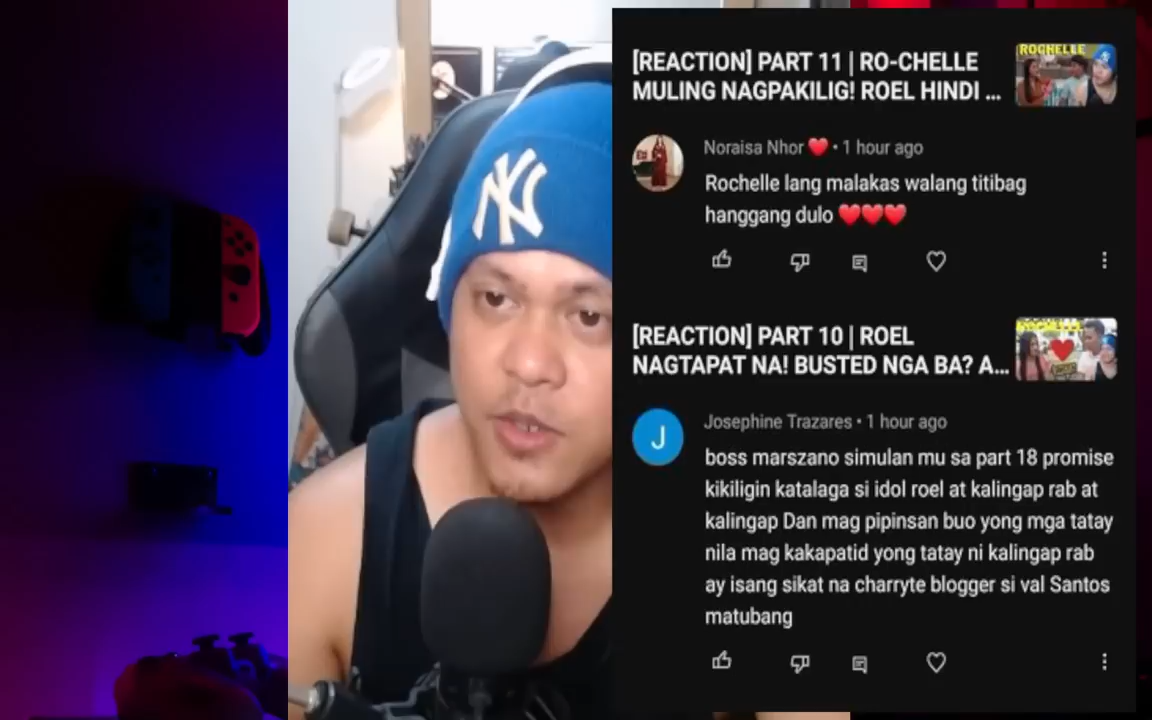 [REACTION] PART 11 | RO-CHELLE
MULING NAGPAKILIG! ROEL HINDI ...
ROCHELLE
Noraisa Nhor ❤️ • 1 hour ago
Rochelle lang malakas walang titibag
hanggang dulo ❤️❤️❤️
NY
[REACTION] PART 10 | ROEL
NAGTAPAT NA! BUSTED NGA BA? A...
ROCHELLE
J
Josephine Trazares • 1 hour ago
boss marszano simulan mu sa part 18 promise
kikiligin katalaga si idol roel at kalingap rab at
kalingap Dan mag pipinsan buo yong mga tatay
nila mag kakapatid yong tatay ni kalingap rab
ay isang sikat na charryte blogger si val Santos
matubang